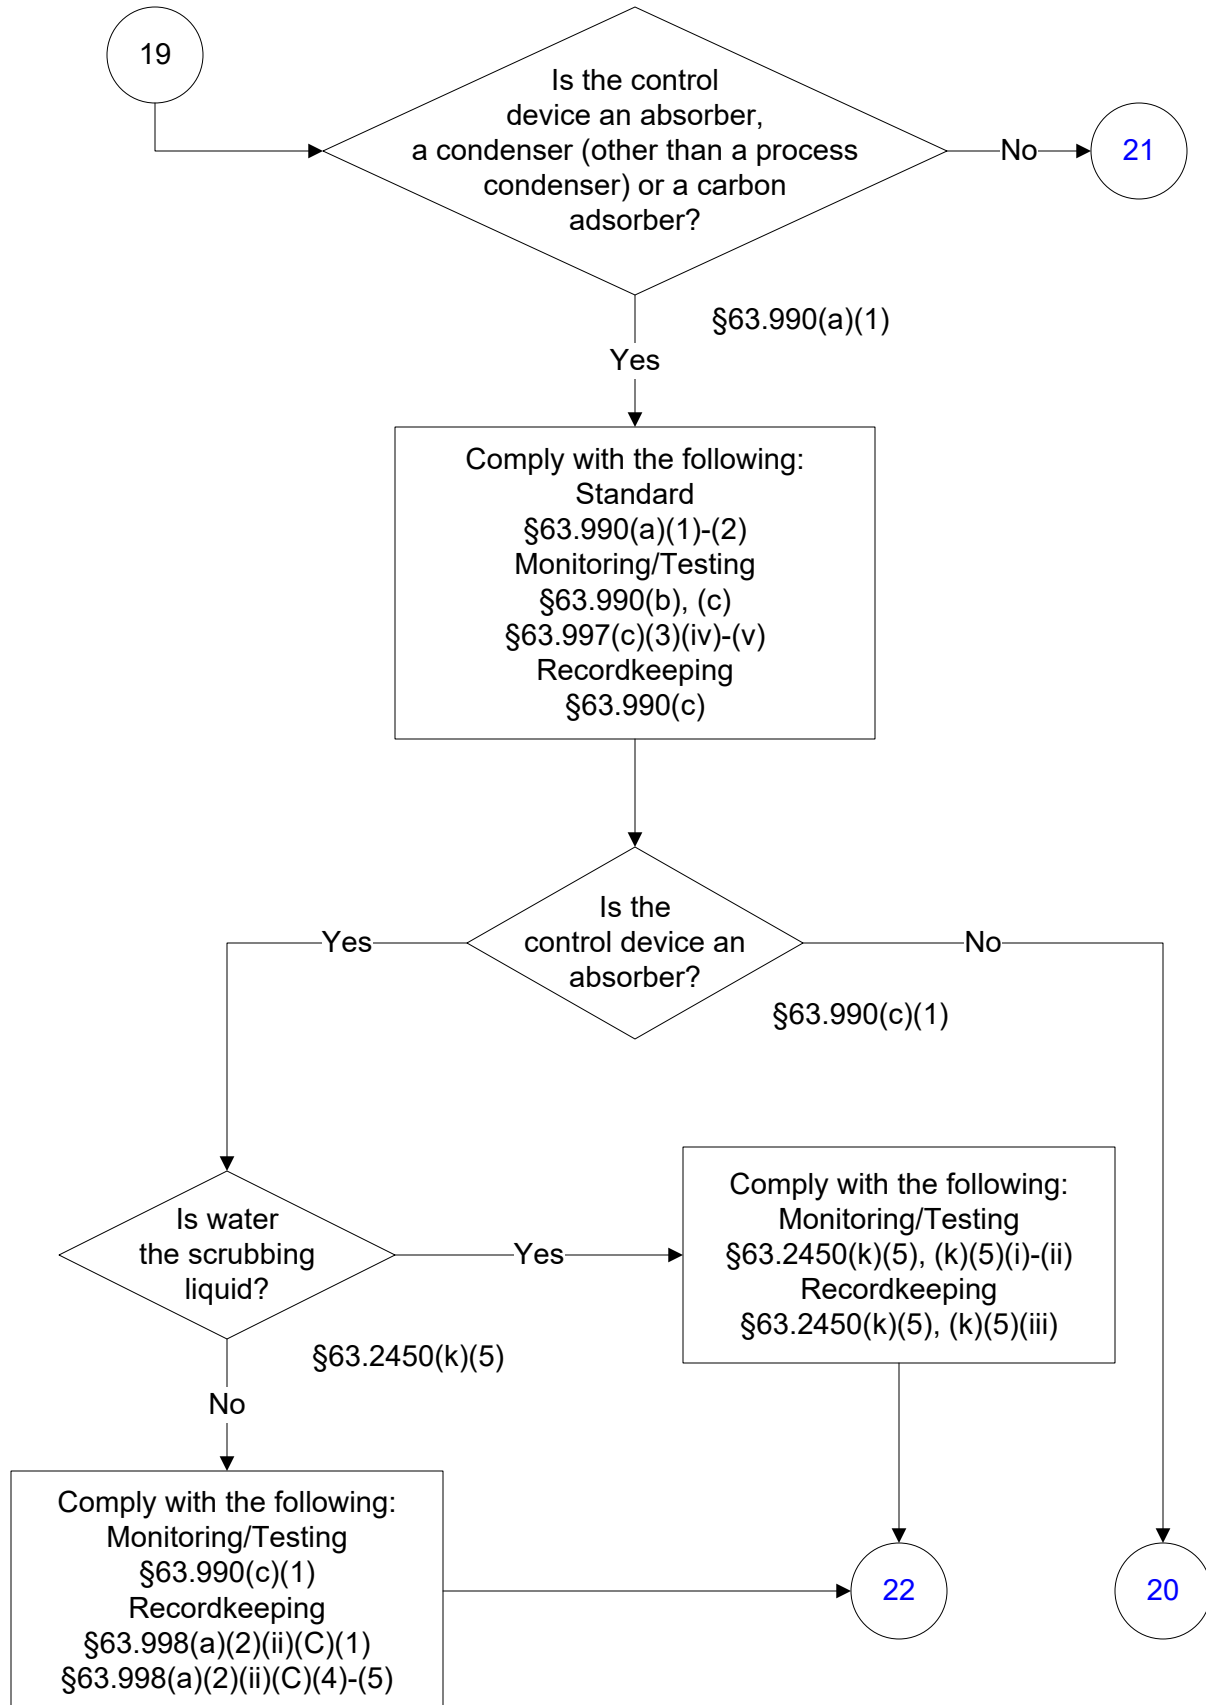 19
Is the control
device an absorber,
a condenser (other than a process
condenser) or a carbon
adsorber?
No
21
§63.990(a)(1)
Yes
Comply with the following:
Standard
§63.990(a)(1)-(2)
Monitoring/Testing
§63.990(b), (c)
§63.997(c)(3)(iv)-(v)
Recordkeeping
§63.990(c)
Is the
control device an
absorber?
Yes
No
§63.990(c)(1)
Is water
the scrubbing
liquid?
Yes
Comply with the following:
Monitoring/Testing
§63.2450(k)(5), (k)(5)(i)-(ii)
Recordkeeping
§63.2450(k)(5), (k)(5)(iii)
§63.2450(k)(5)
No
Comply with the following:
Monitoring/Testing
§63.990(c)(1)
Recordkeeping
§63.998(a)(2)(ii)(C)(1)
§63.998(a)(2)(ii)(C)(4)-(5)
22
20